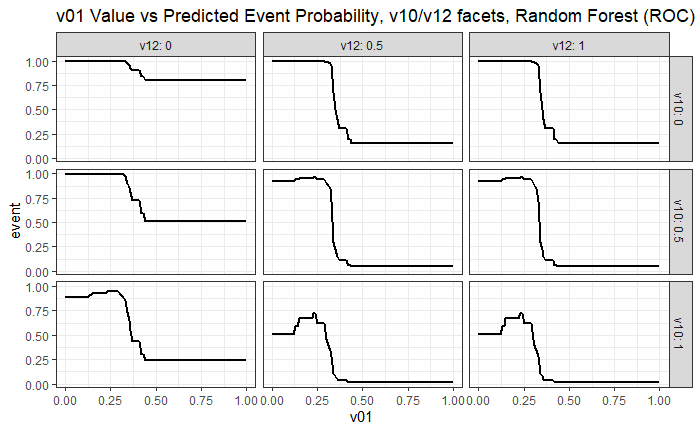 v01 Value vs Predicted Event Probability, v10/v12 facets, Random Forest (ROC)
v12: 0
v12: 0.5
v12: 1
1.00
0.75
0.50
0.25
0.00
v10: 0
1.00
0.75
0.50
0.25
0.00
v10: 0.5
event
1.00
0.75
0.50
0.25
0.00
v10: 1
0.00 0.25 0.50 0.75 1.00
0.00 0.25 0.50 0.75 1.00
0.00 0.25 0.50 0.75 1.00
v01